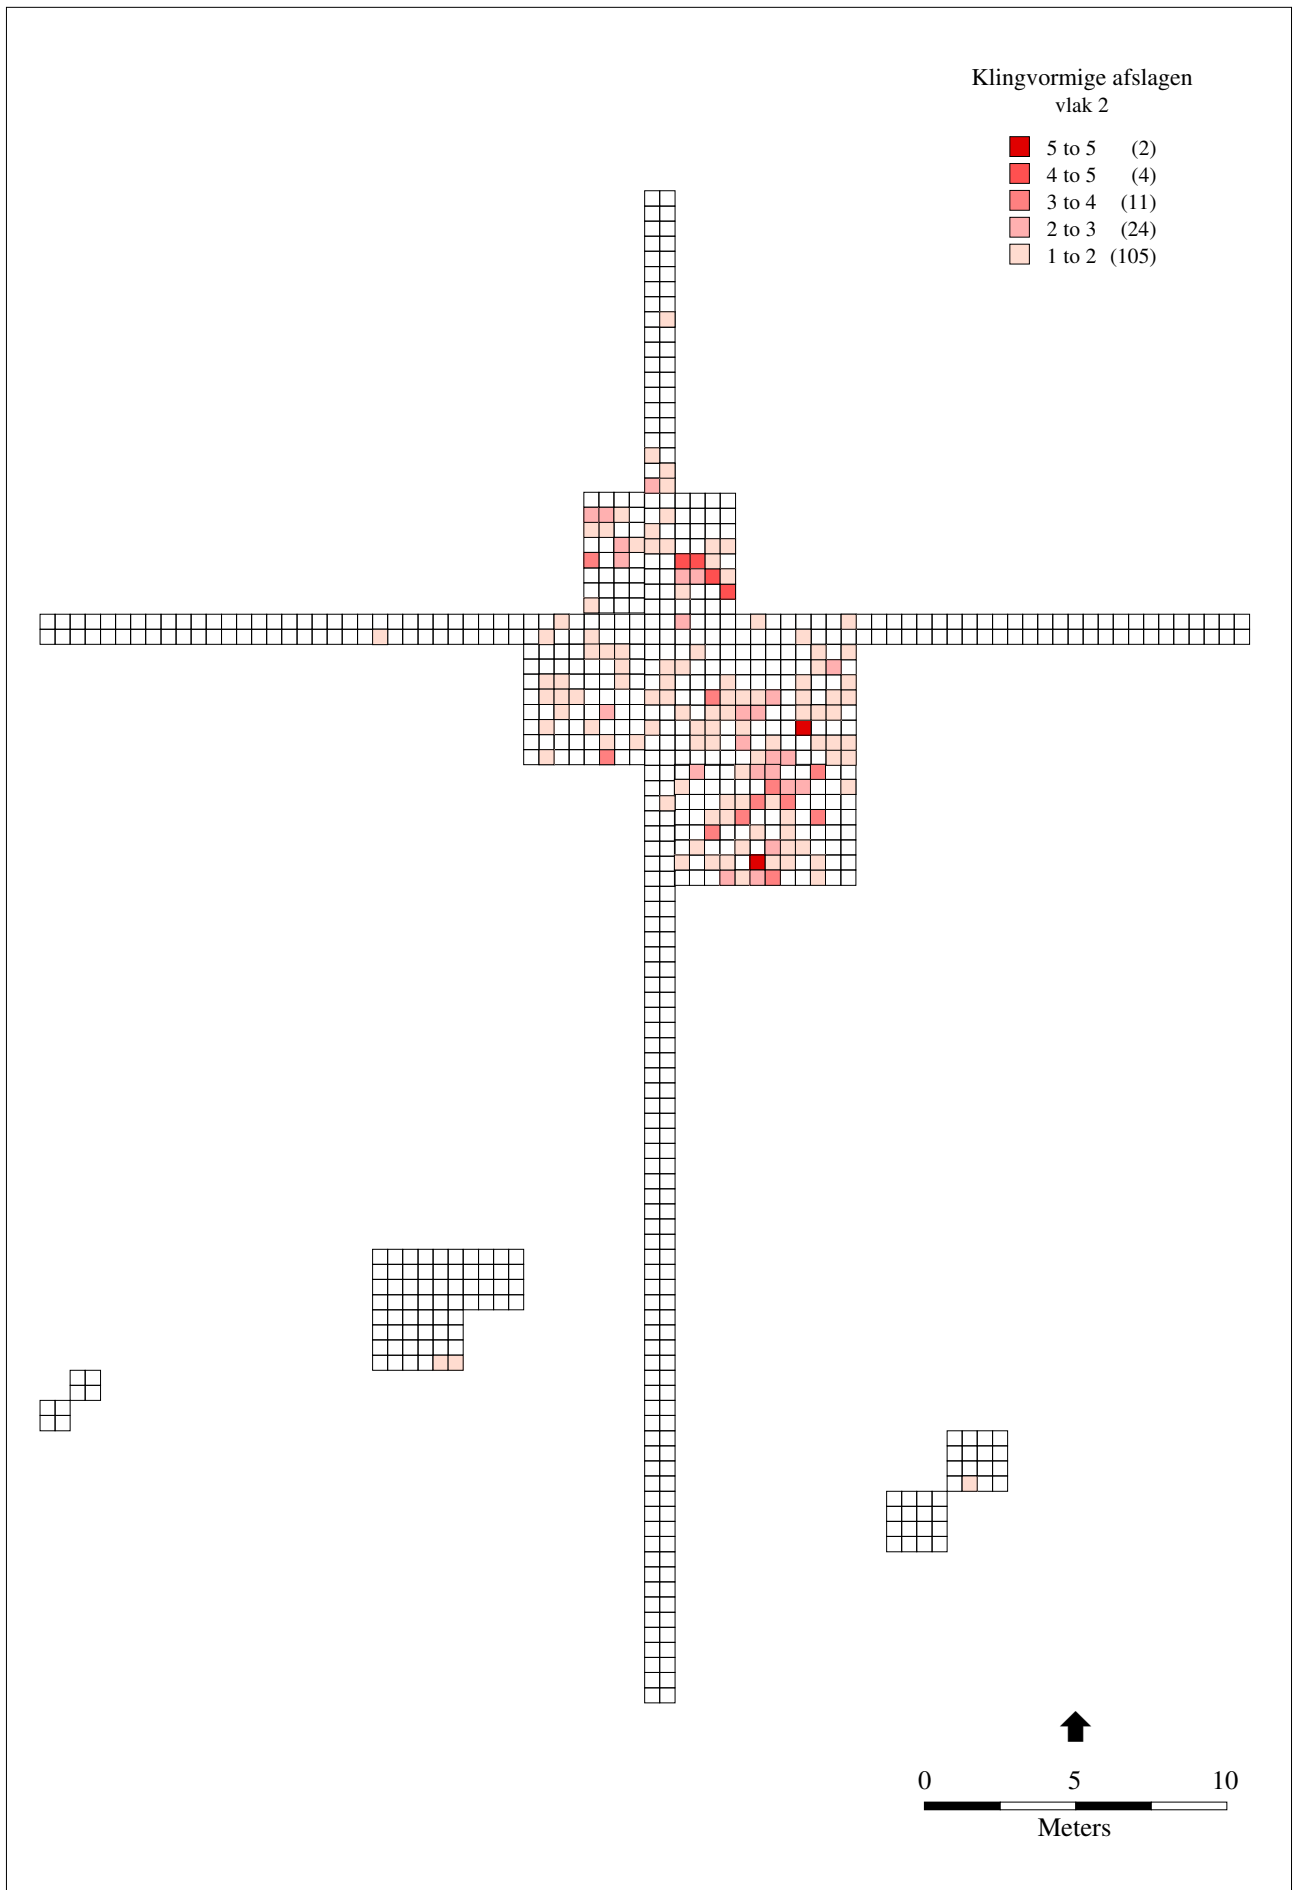 Klingvormige afslagen
vlak 2
5 to 5 (2)
4 to 5 (4)
3 to 4 (11)
2 to 3 (24)
1 to 2 (105)
0 5 10
Meters